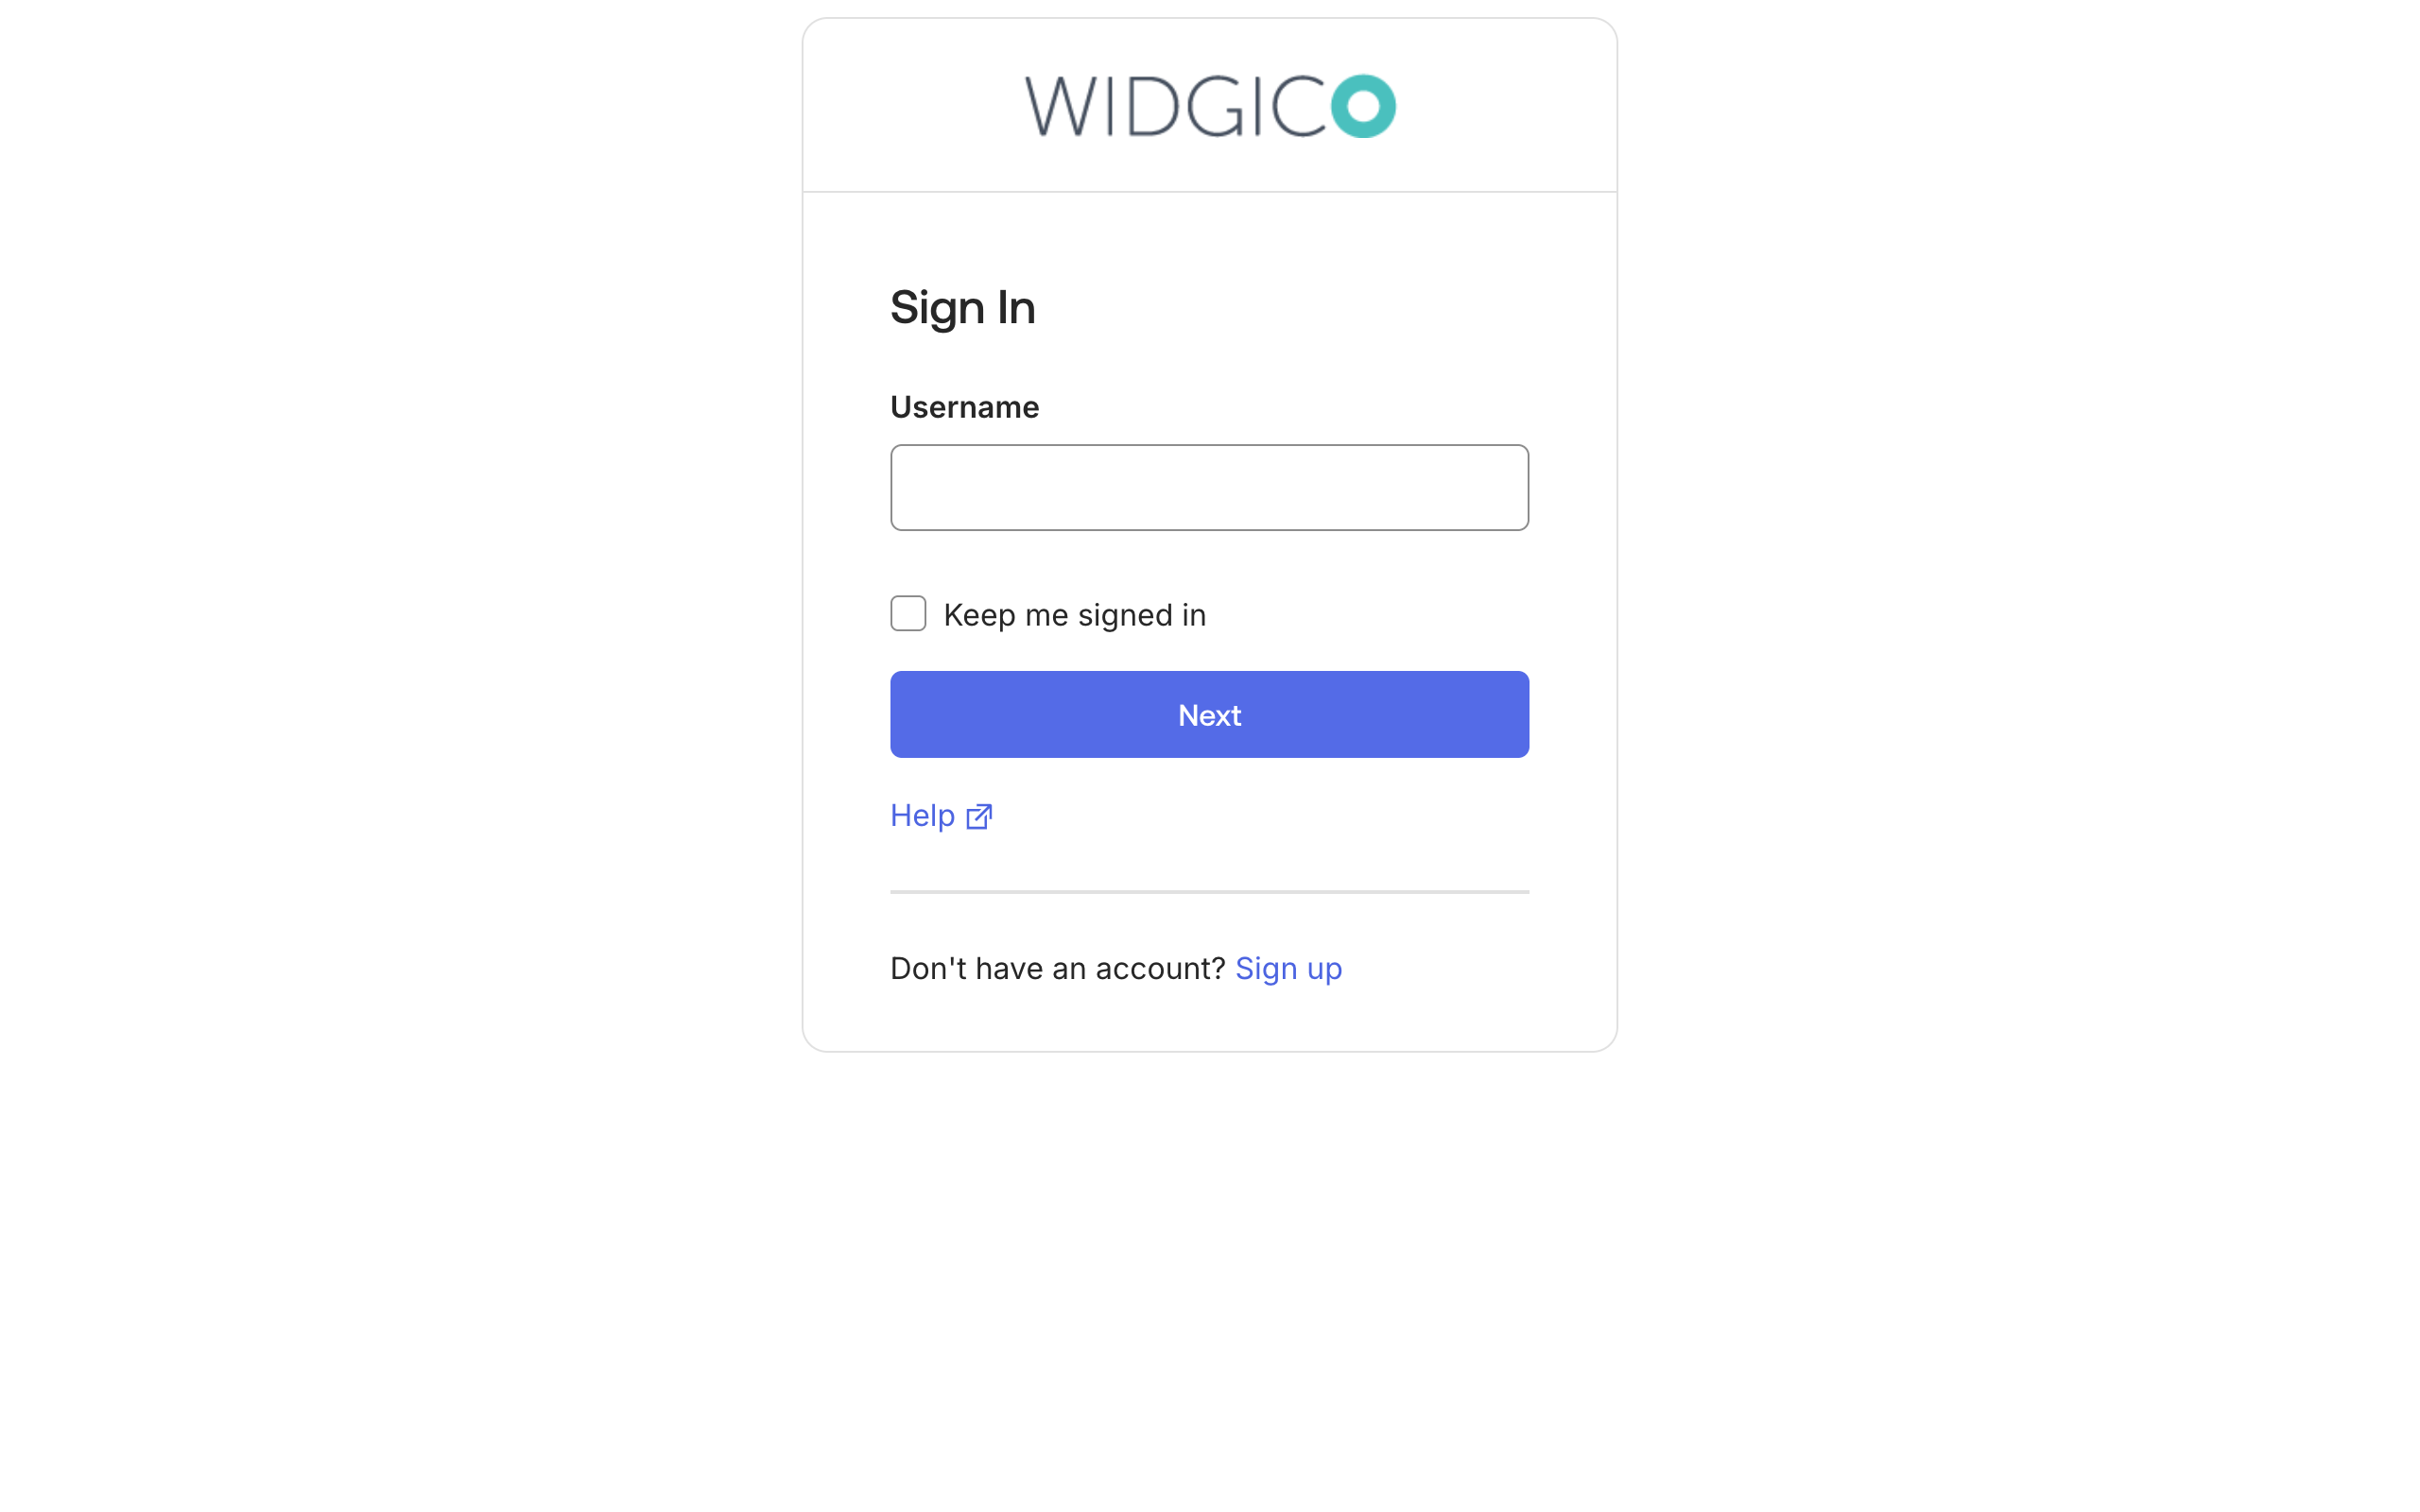 WIDGICO
Sign In
Username
Keep me signed in
Next
Help
Don't have an account? Sign up